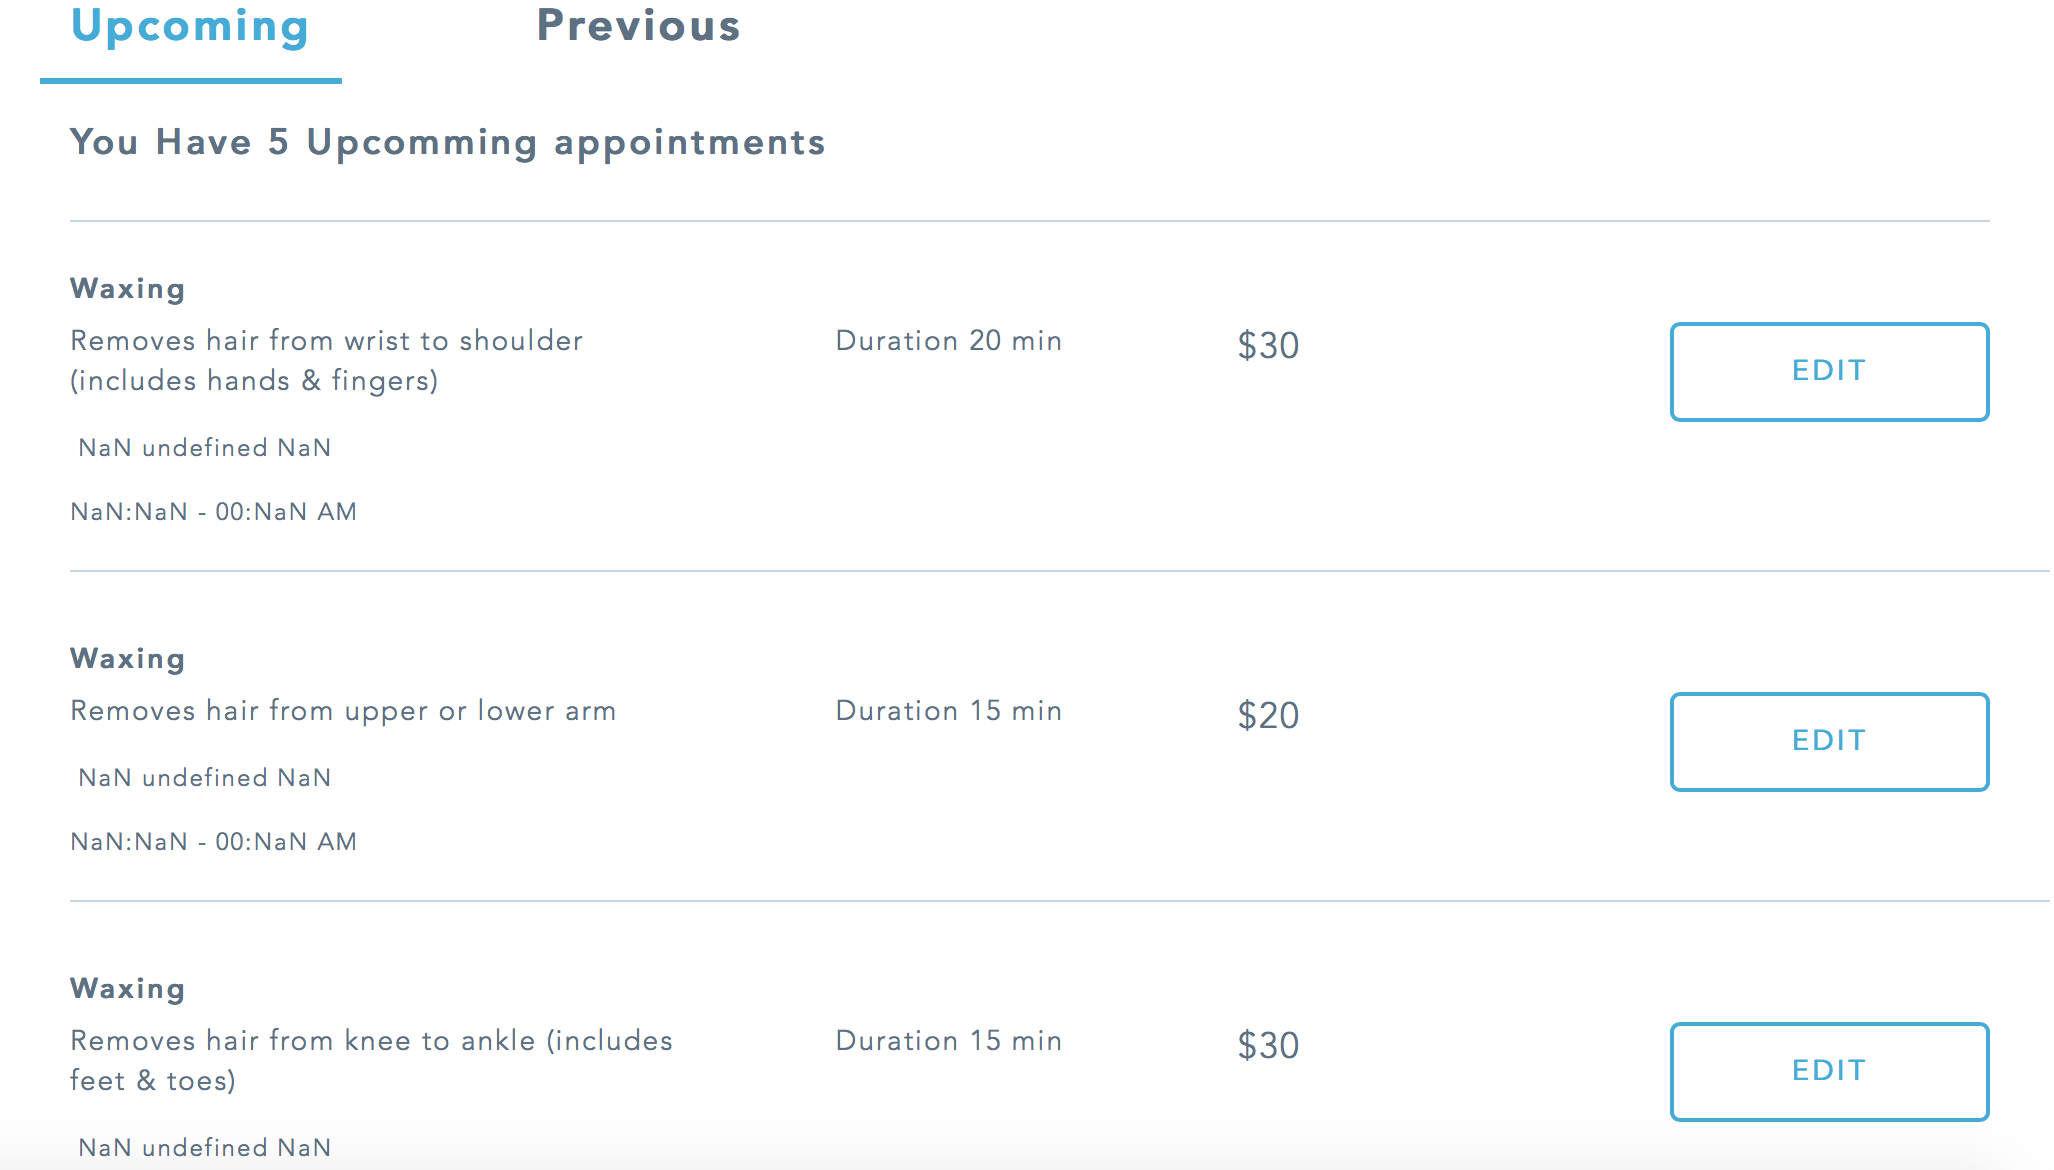 Upcoming Previous
You Have 5 Upcomming appointments
Waxing
Removes hair from wrist to shoulder Duration 20 min $30 EDIT
(includes hands & fingers)
NaN undefined NaN
NaN:NaN - 00:NaN AM
Waxing
Removes hair from upper or lower arm Duration 15 min $20 EDIT
NaN undefined NaN
NaN:NaN - 00:NaN AM
Waxing
Removes hair from knee to ankle (includes Duration 15 min $30 EDIT
feet & toes)
NaN undefined NaN